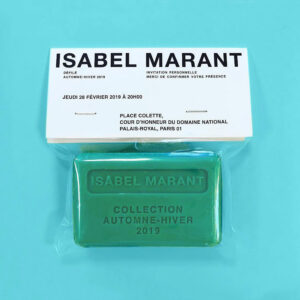 ISABEL MARANT
DÉFILÉ
AUTOMNE-HIVER 2019
INVITATION PERSONNELLE
MERCI DE CONFIRMER VOTRE PRÉSENCE
JEUDI 28 FÉVRIER 2019 À 20H00
PLACE COLETTE,
COUR D'HONNEUR DU DOMAINE NATIONAL
PALAIS-ROYAL, PARIS 01
ISABEL MARANT
COLLECTION
AUTOMNE-HIVER
2019